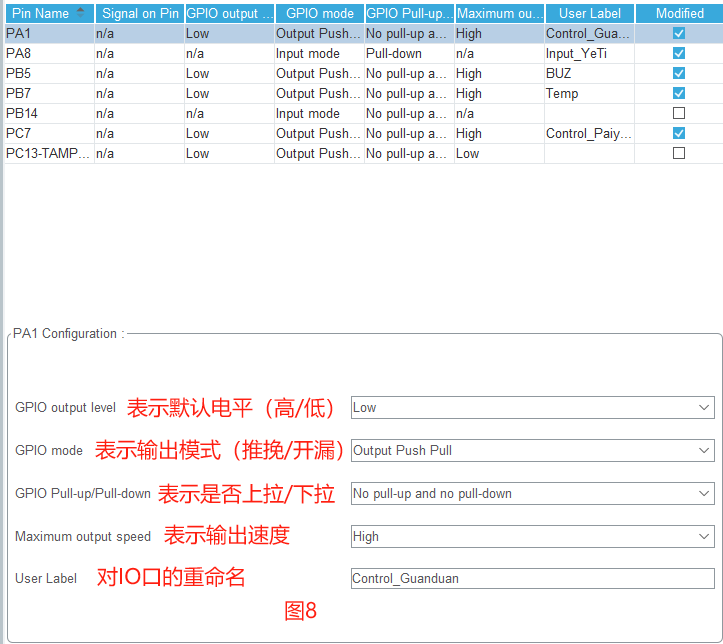 Pin Name Signal on Pin GPIO output ... GPIO mode GPIO Pull-up... Maximum ou... User Label Modified
PA1 n/a Low Output Push... No pull-up a... High Control_Gua...
PA8 n/a n/a Input mode Pull-down n/a Input_YeTi
PB5 n/a Low Output Push... No pull-up a... High BUZ
PB7 n/a Low Output Push... No pull-up a... High Temp
PB14 n/a n/a Input mode No pull-up a... n/a
PC7 n/a Low Output Push... No pull-up a... High Control_Paiy...
PC13-TAMP... n/a Low Output Push... No pull-up a... Low
PA1 Configuration :
GPIO output level 表示默认电平（高/低） Low
GPIO mode 表示输出模式（推挽/开漏） Output Push Pull
GPIO Pull-up/Pull-down 表示是否上拉/下拉 No pull-up and no pull-down
Maximum output speed 表示输出速度 High
User Label 对IO口的重命名 Control_Guanduan
图8